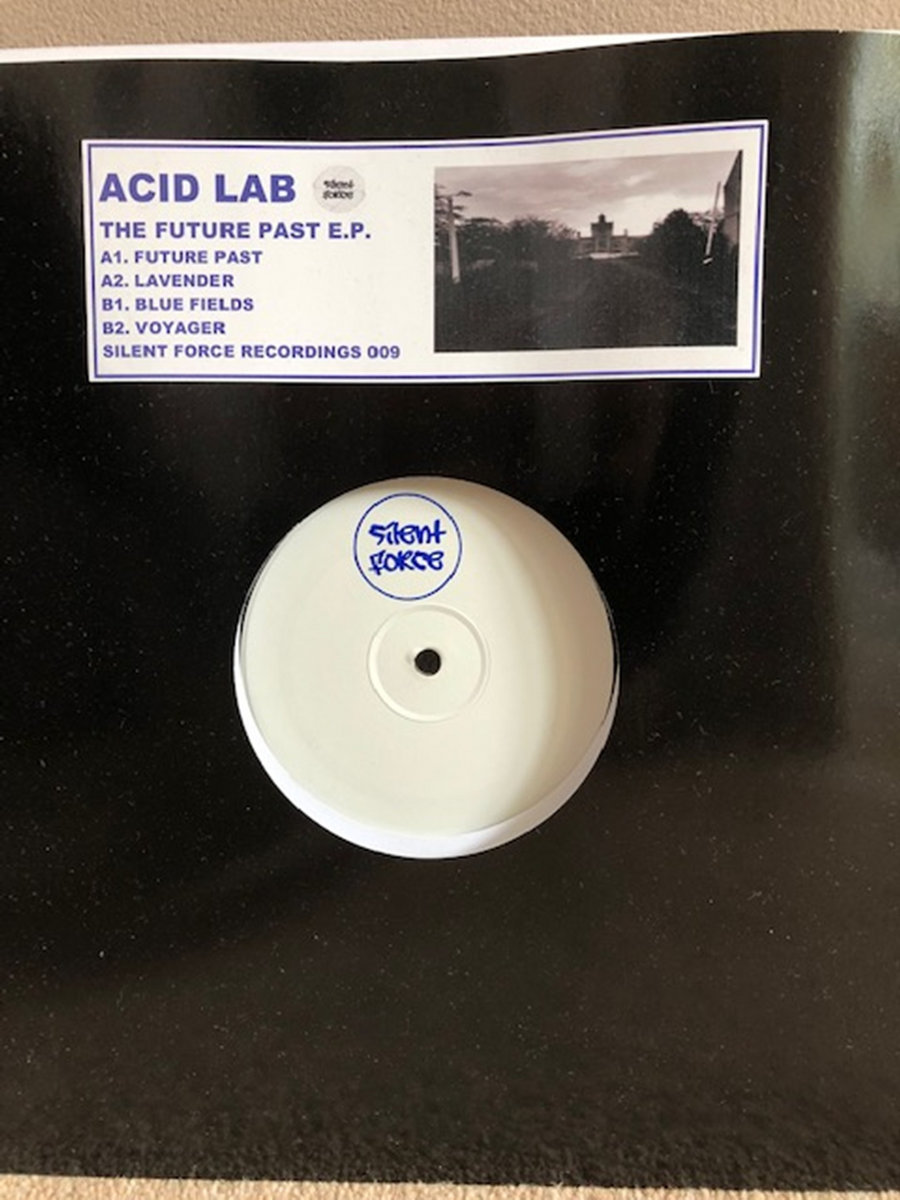 ACID LAB
silent
force
THE FUTURE PAST E.P.
A1. FUTURE PAST
A2. LAVENDER
B1. BLUE FIELDS
B2. VOYAGER
SILENT FORCE RECORDINGS 009
silent
force